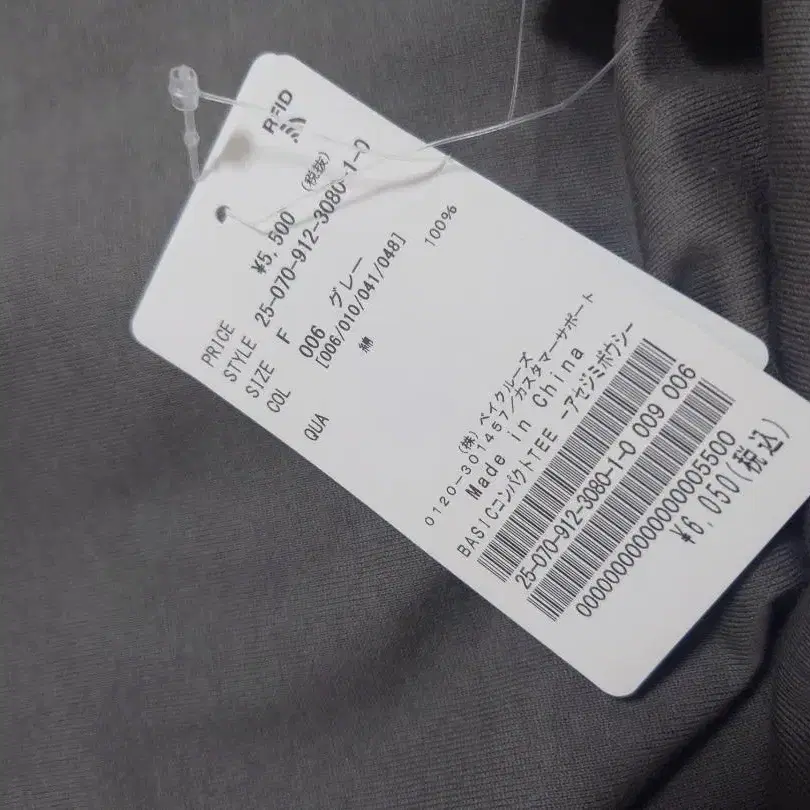 RFID
PRICE ¥5,500 (税抜)
STYLE 25-070-912-3080-1-0
SIZE F
COL 006 グレー
[006/010/041/048]
QUA 綿 100%
(株)ベイクルーズ
0120-301457/カスタマーサポート
Made in China
BASICコンパクトTEE -アセジミボウシー
25-070-912-3080-1-0 009 006
00000000000000005500
¥6,050(税込)